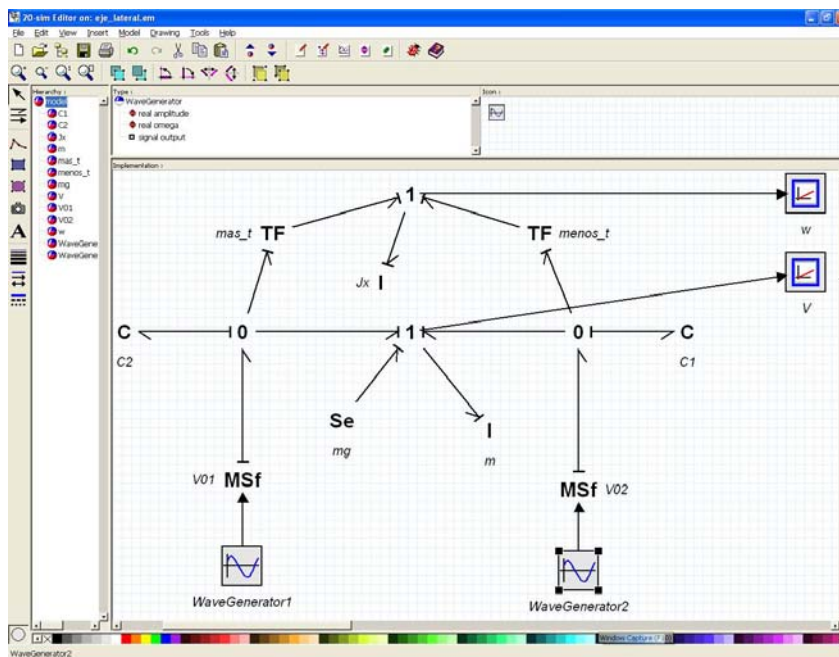 20-sim Editor on: eje_lateral.em
File Edit View Insert Model Drawing Tools Help
Hierarchy :
model
C1
C2
Jx
m
mas_t
menos_t
mg
V
V01
V02
w
WaveGene
WaveGene
Type :
WaveGenerator
real amplitude
real omega
signal output
Icon :
Implementation :
A
1
w
mas_t TF
TF menos_t
Jx I
V
C 0 1 0 C
C2
C1
Se
mg
I
m
V01 MSf
MSf V02
WaveGenerator1
WaveGenerator2
Window Capture
WaveGenerator2